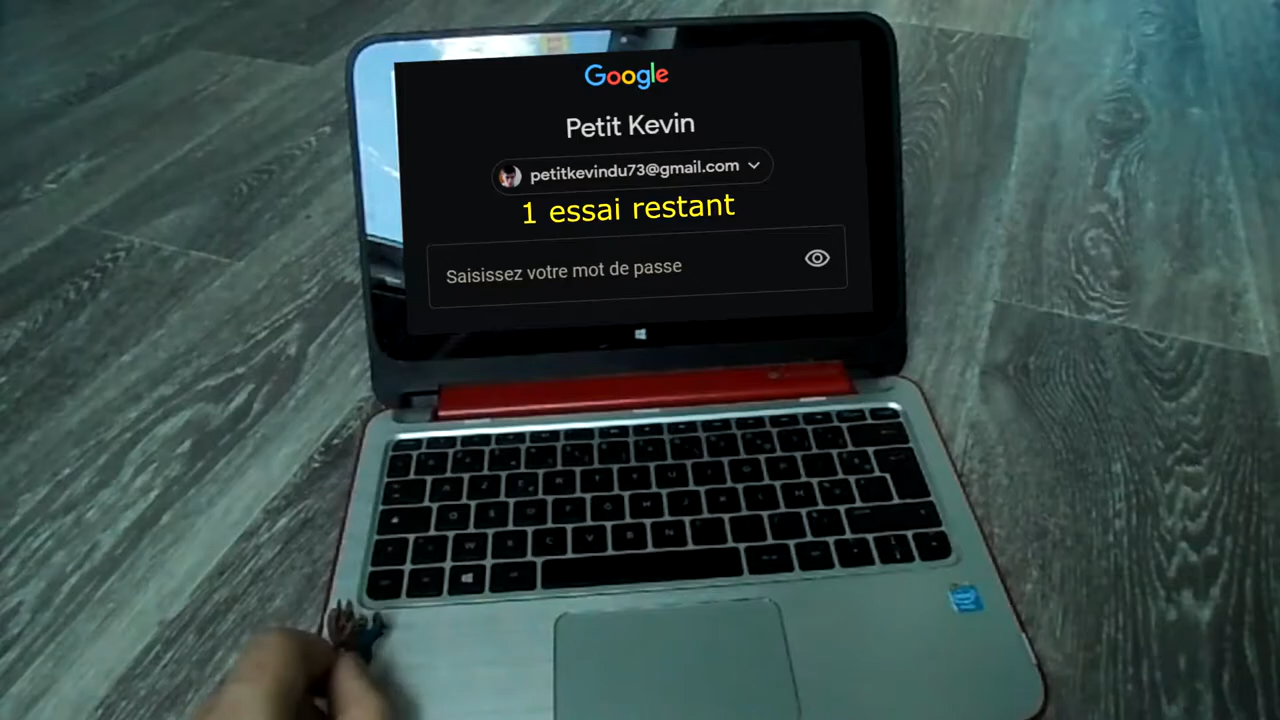 Google
Petit Kevin
petitkevindu73@gmail.com
1 essai restant
Saisissez votre mot de passe